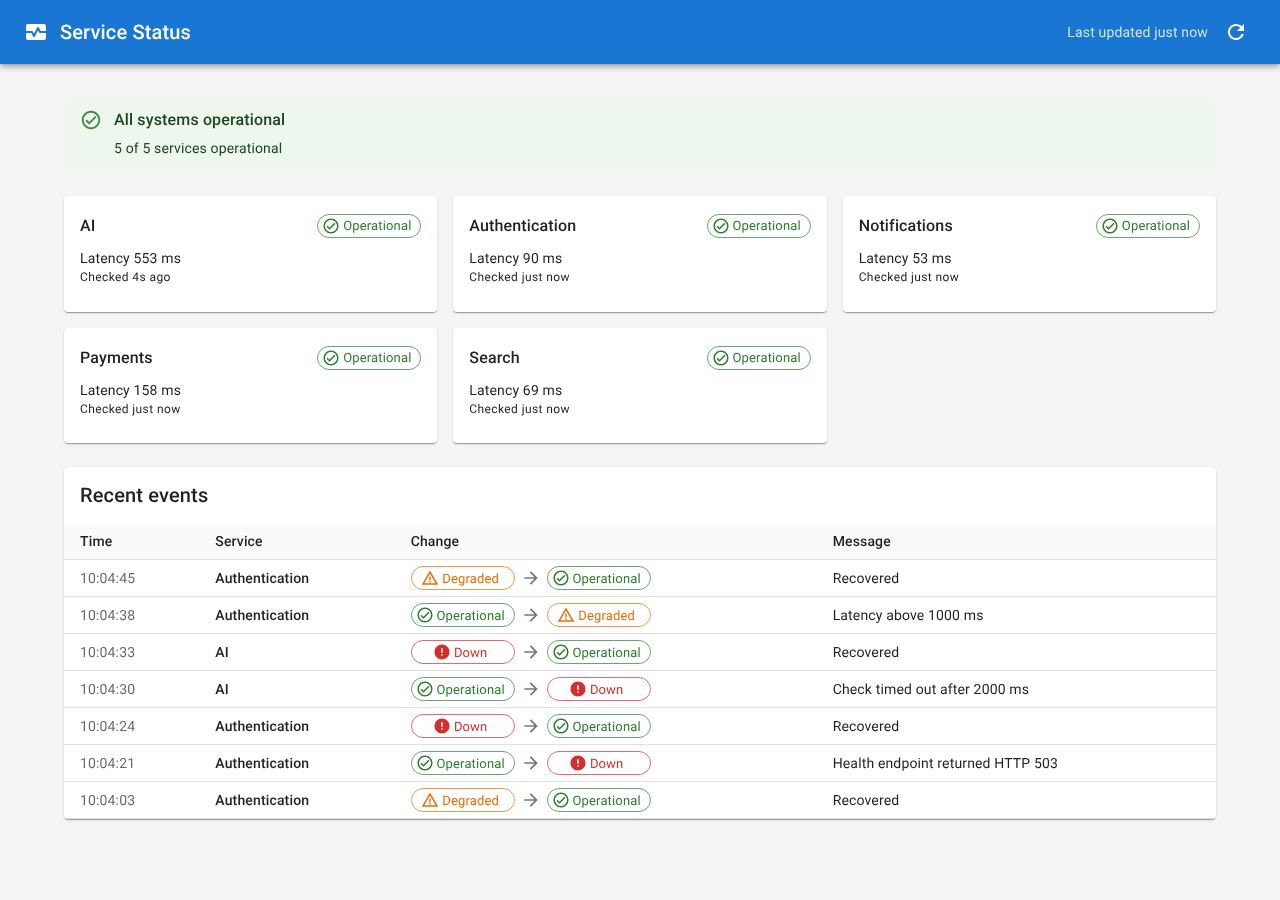 Service Status
Last updated just now
All systems operational
5 of 5 services operational
AI
Operational
Latency 553 ms
Checked 4s ago
Authentication
Operational
Latency 90 ms
Checked just now
Notifications
Operational
Latency 53 ms
Checked just now
Payments
Operational
Latency 158 ms
Checked just now
Search
Operational
Latency 69 ms
Checked just now
Recent events
Time Service Change Message
10:04:45 Authentication Degraded Operational Recovered
10:04:38 Authentication Operational Degraded Latency above 1000 ms
10:04:33 AI Down Operational Recovered
10:04:30 AI Operational Down Check timed out after 2000 ms
10:04:24 Authentication Down Operational Recovered
10:04:21 Authentication Operational Down Health endpoint returned HTTP 503
10:04:03 Authentication Degraded Operational Recovered